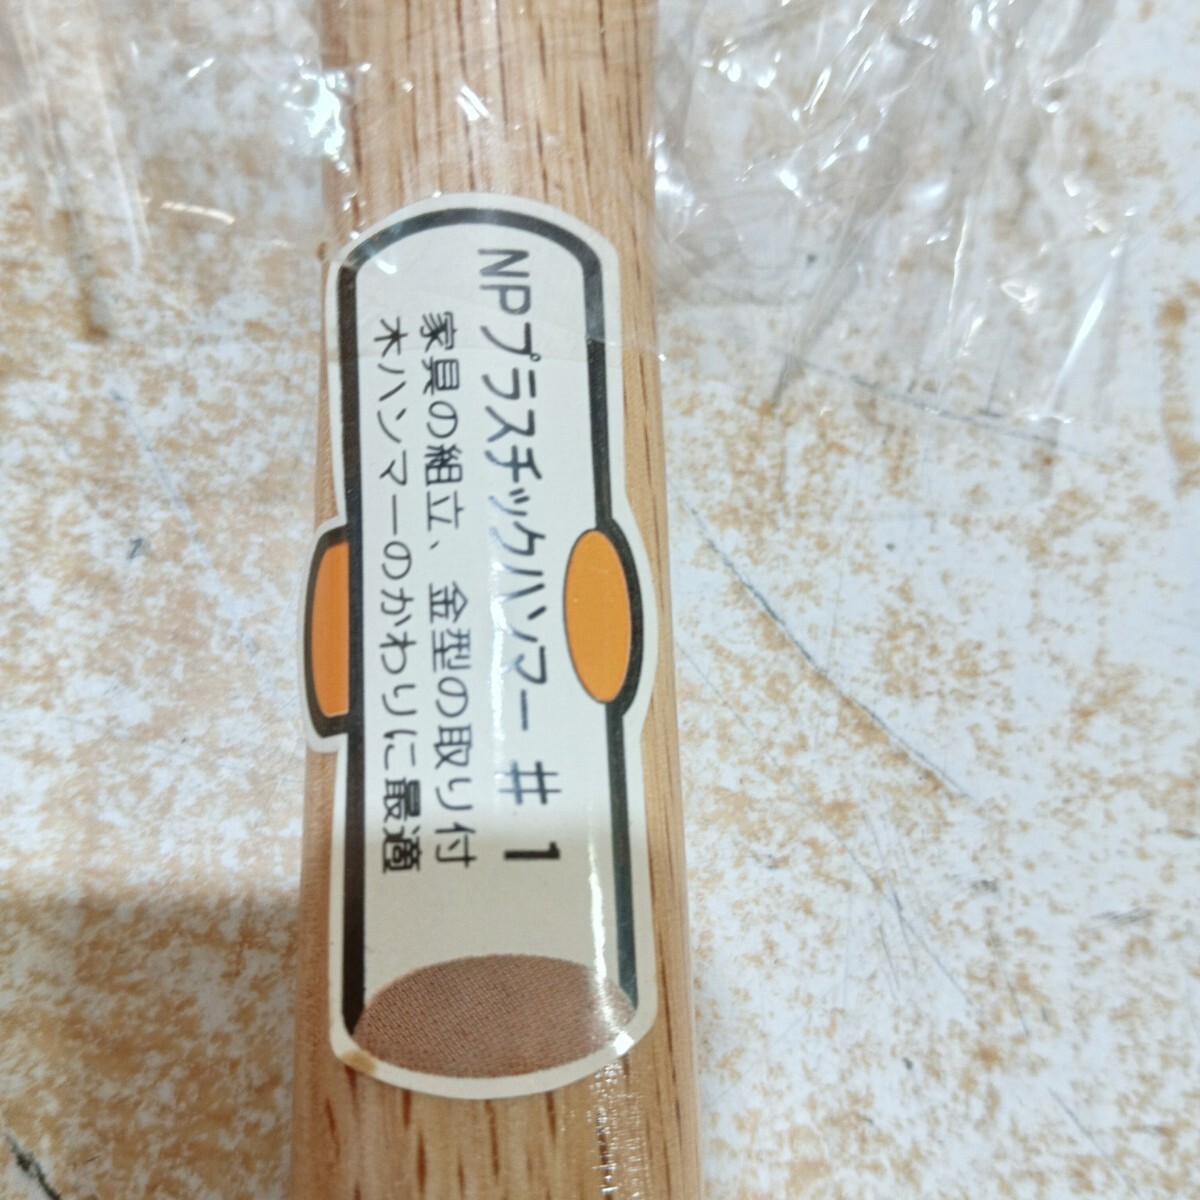 NPプラスチックハンマー #1
家具の組立、金型の取り付
木ハンマーのかわりに最適